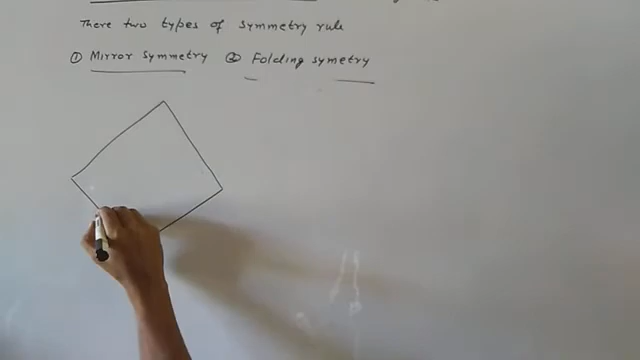 There two types of symmetry rule
① Mirror symmetry ② Folding symetry